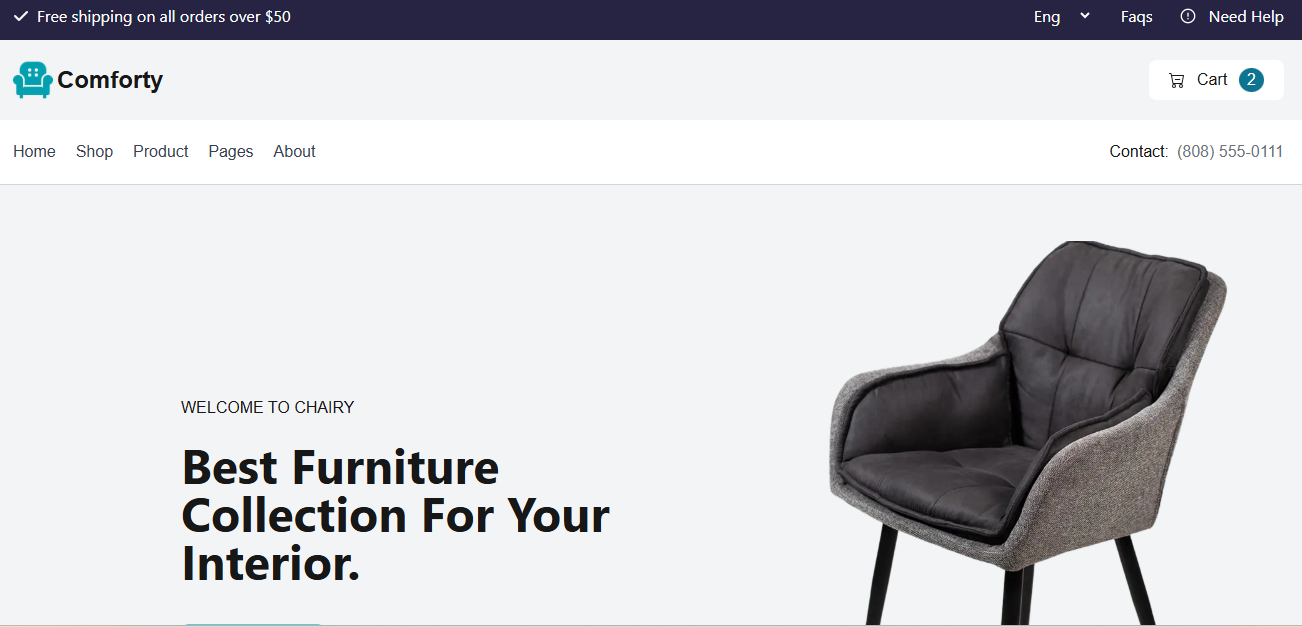 Free shipping on all orders over $50
Eng
Faqs
Need Help
Comforty
Cart 2
Home Shop Product Pages About
Contact: (808) 555-0111
WELCOME TO CHAIRY
Best Furniture
Collection For Your
Interior.